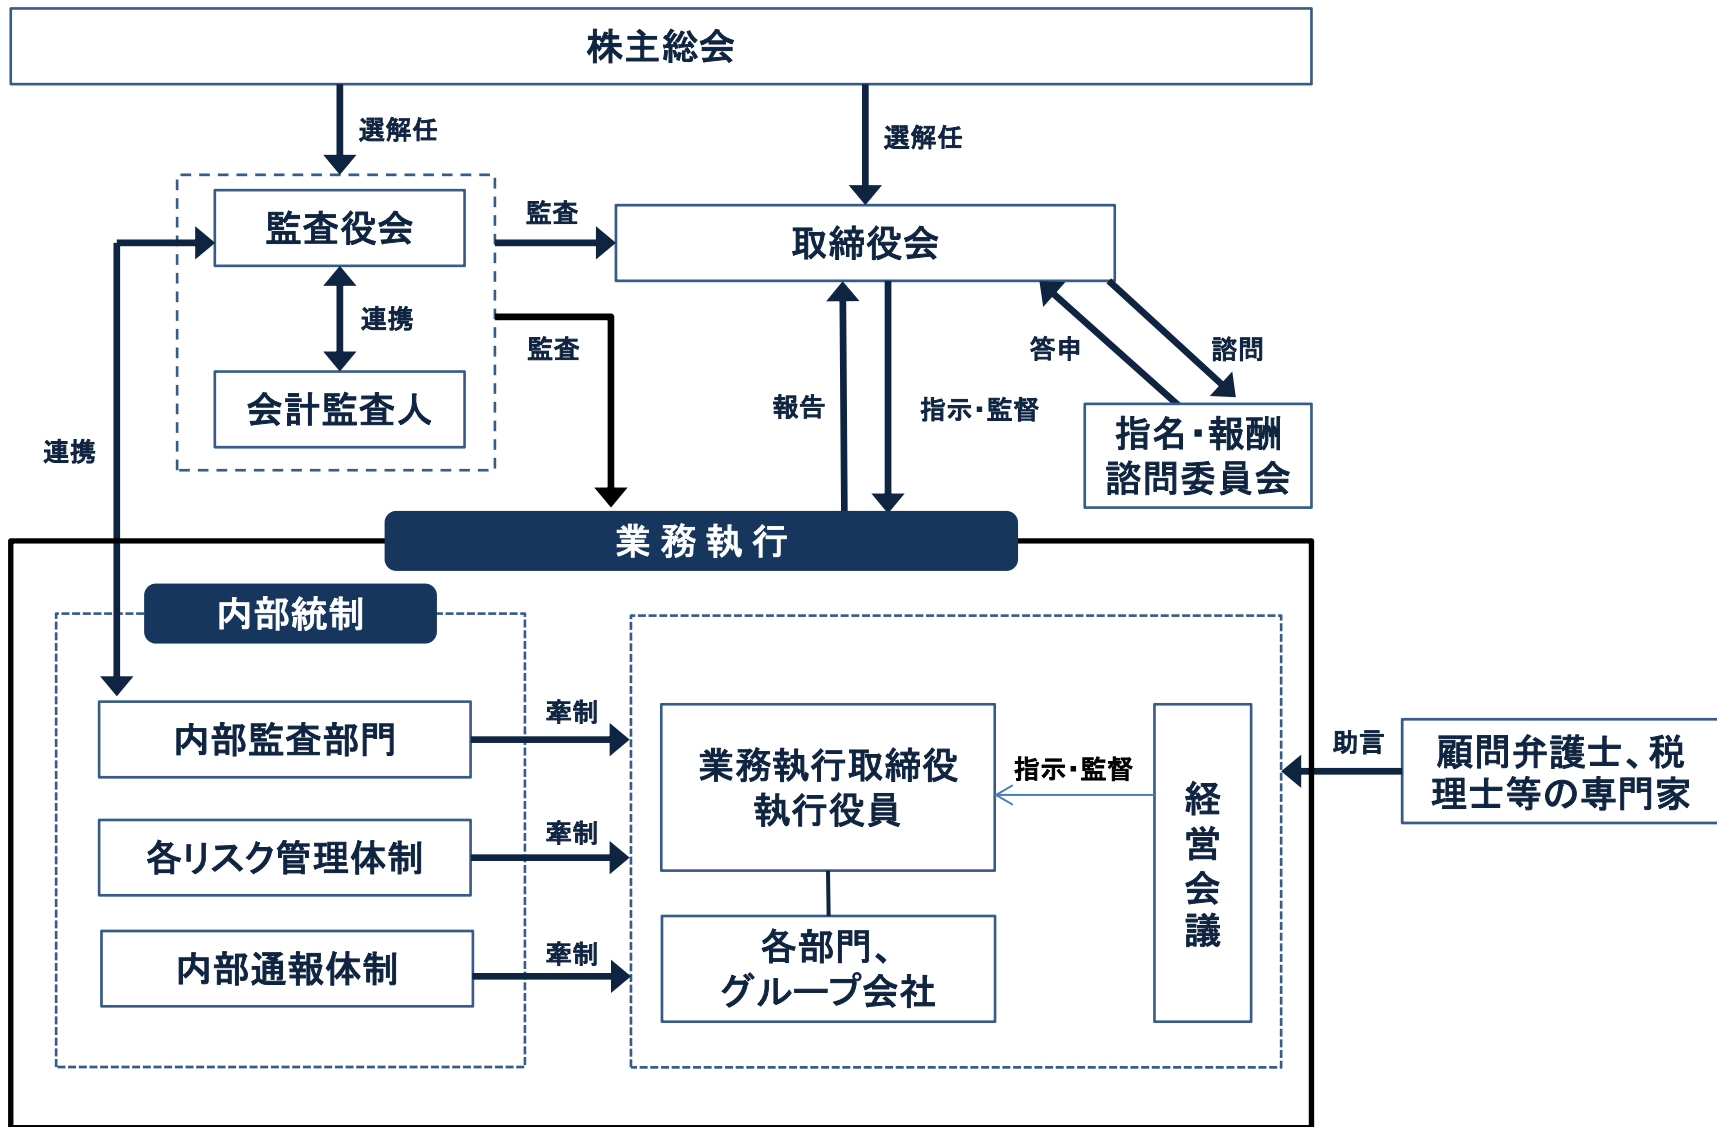 株主総会
選解任
選解任
監査役会
監査
取締役会
連携
監査
答申
諮問
会計監査人
報告
指示・監督
指名・報酬
諮問委員会
連携
業務執行
内部統制
内部監査部門
牽制
業務執行取締役
執行役員
指示・監督
経営会議
助言
顧問弁護士、税
理士等の専門家
各リスク管理体制
牽制
内部通報体制
牽制
各部門、
グループ会社